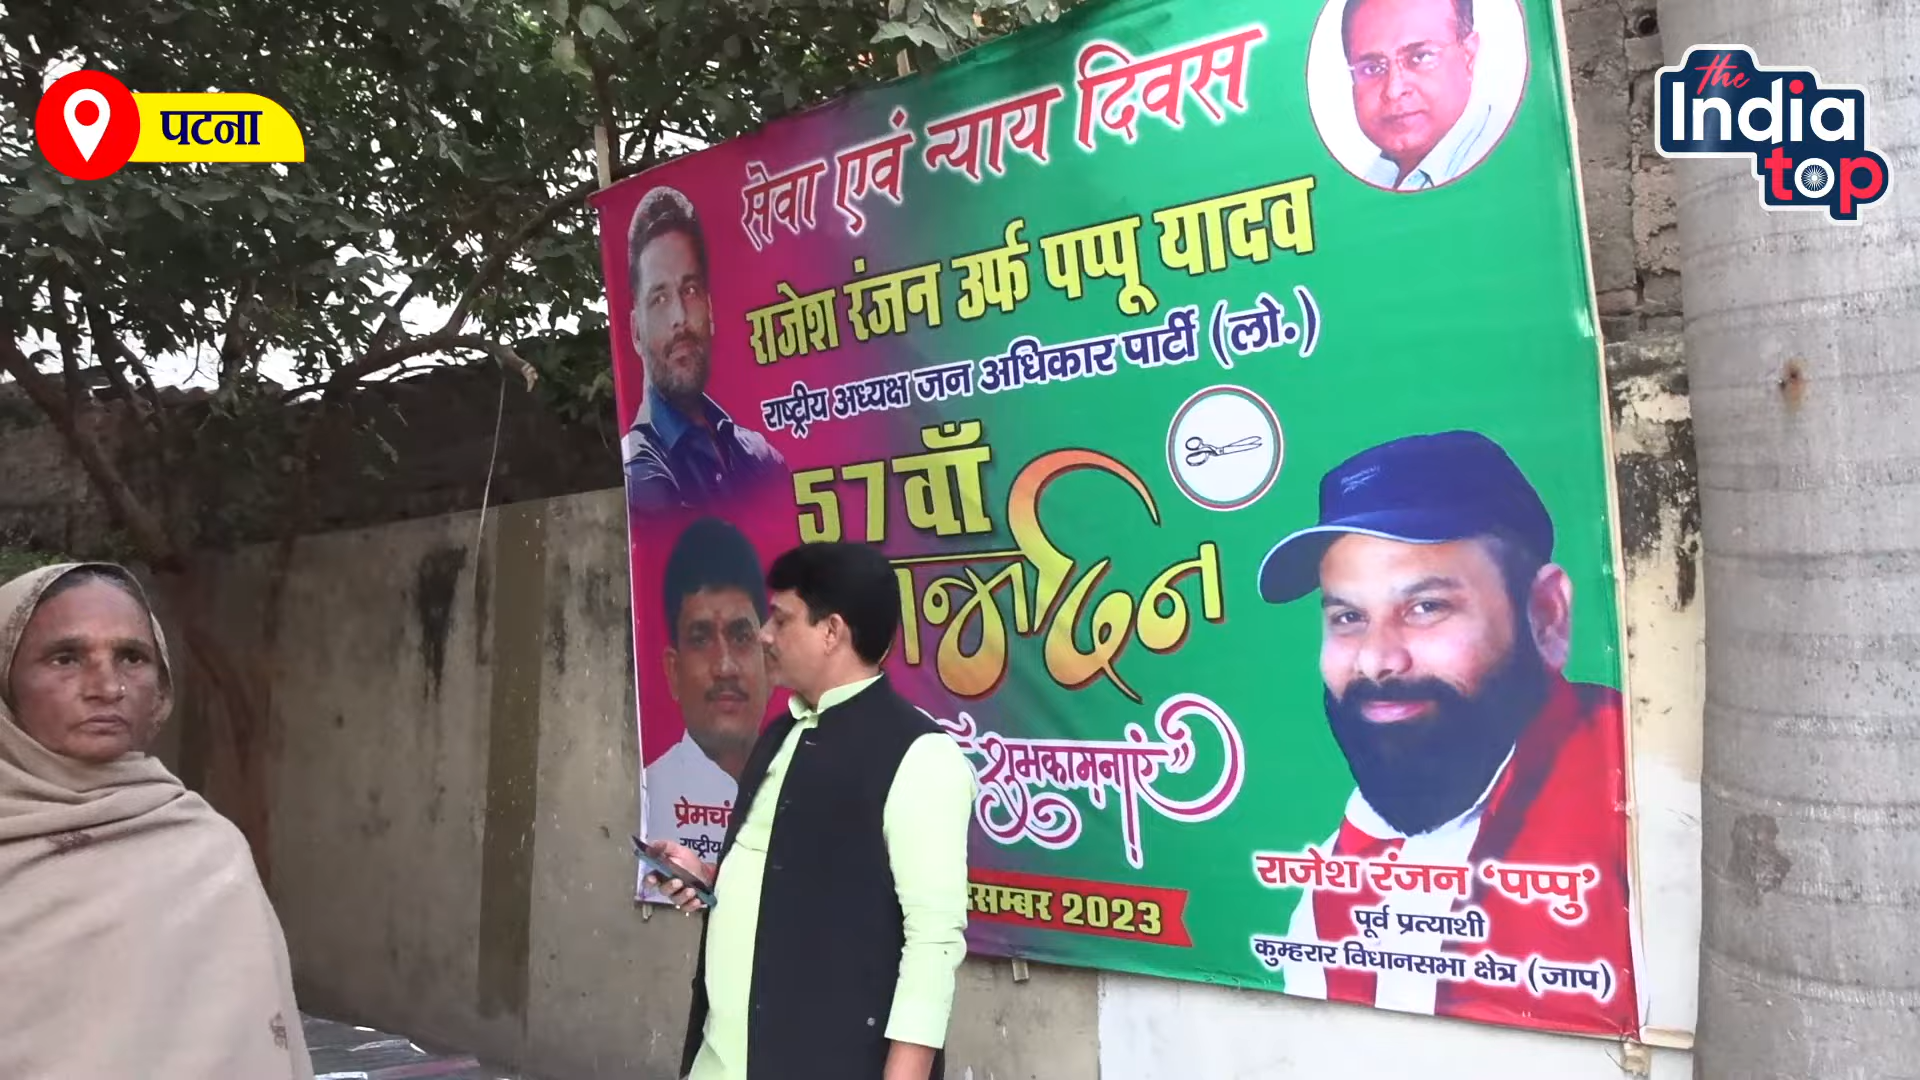 पटना
the
India
top
सेवा एवं न्याय दिवस
राजेश रंजन उर्फ पप्पू यादव
राष्ट्रीय अध्यक्ष जन अधिकार पार्टी (लो.)
57 वाँ
शुभकामनाएं”
2023
राजेश रंजन ‘पप्पु’
पूर्व प्रत्याशी
कुम्हरार विधानसभा क्षेत्र (जाप)
राष्ट्रीय